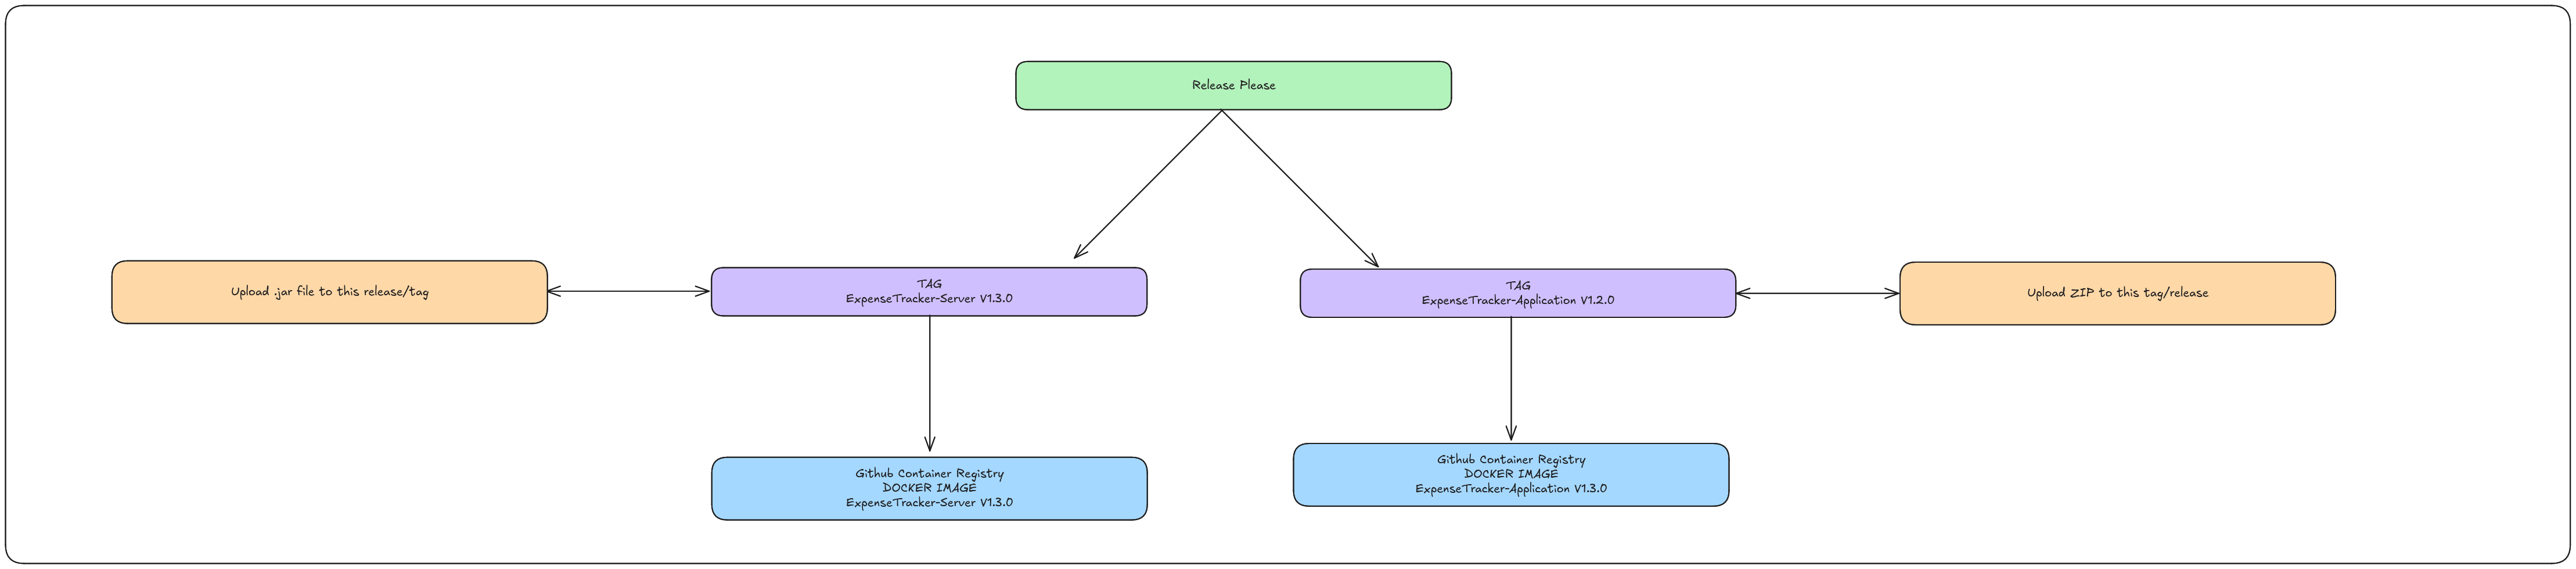 Release Please
Upload .jar file to this release/tag
TAG
ExpenseTracker-Server V1.3.0
TAG
ExpenseTracker-Application V1.2.0
Upload ZIP to this tag/release
Github Container Registry
DOCKER IMAGE
ExpenseTracker-Server V1.3.0
Github Container Registry
DOCKER IMAGE
ExpenseTracker-Application V1.3.0